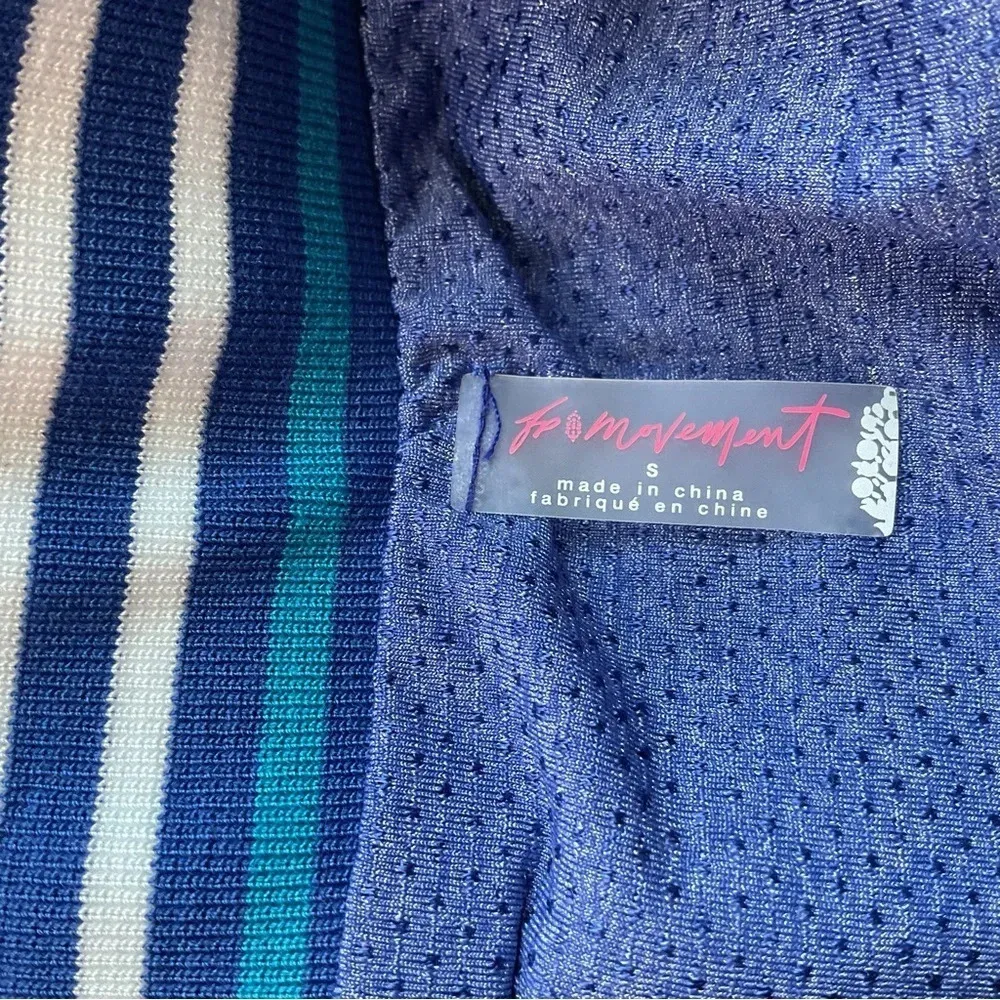 fp movement
S
made in china
fabriqué en chine